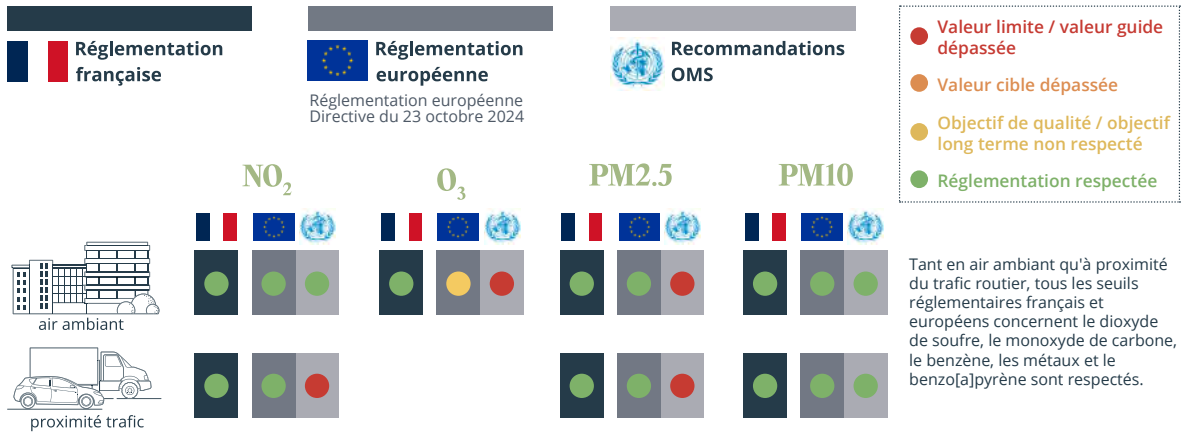 Réglementation
française
Réglementation
européenne
Réglementation européenne
Directive du 23 octobre 2024
Recommandations
OMS
Valeur limite / valeur guide
dépassée
Valeur cible dépassée
Objectif de qualité / objectif
long terme non respecté
Réglementation respectée
NO2
O3
PM2.5
PM10
air ambiant
proximité trafic
Tant en air ambiant qu'à proximité
du trafic routier, tous les seuils
réglementaires français et
européens concernent le dioxyde
de soufre, le monoxyde de carbone,
le benzène, les métaux et le
benzo[a]pyrène sont respectés.